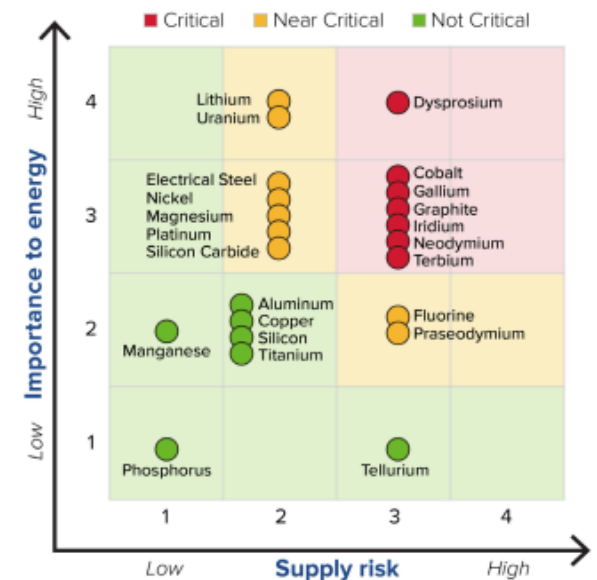 Critical Near Critical Not Critical
High
Importance to energy
Low
4
3
2
1
Lithium
Uranium
Dysprosium
Electrical Steel
Nickel
Magnesium
Platinum
Silicon Carbide
Cobalt
Gallium
Graphite
Iridium
Neodymium
Terbium
Manganese
Aluminum
Copper
Silicon
Titanium
Fluorine
Praseodymium
Phosphorus
Tellurium
1 2 3 4
Low Supply risk High